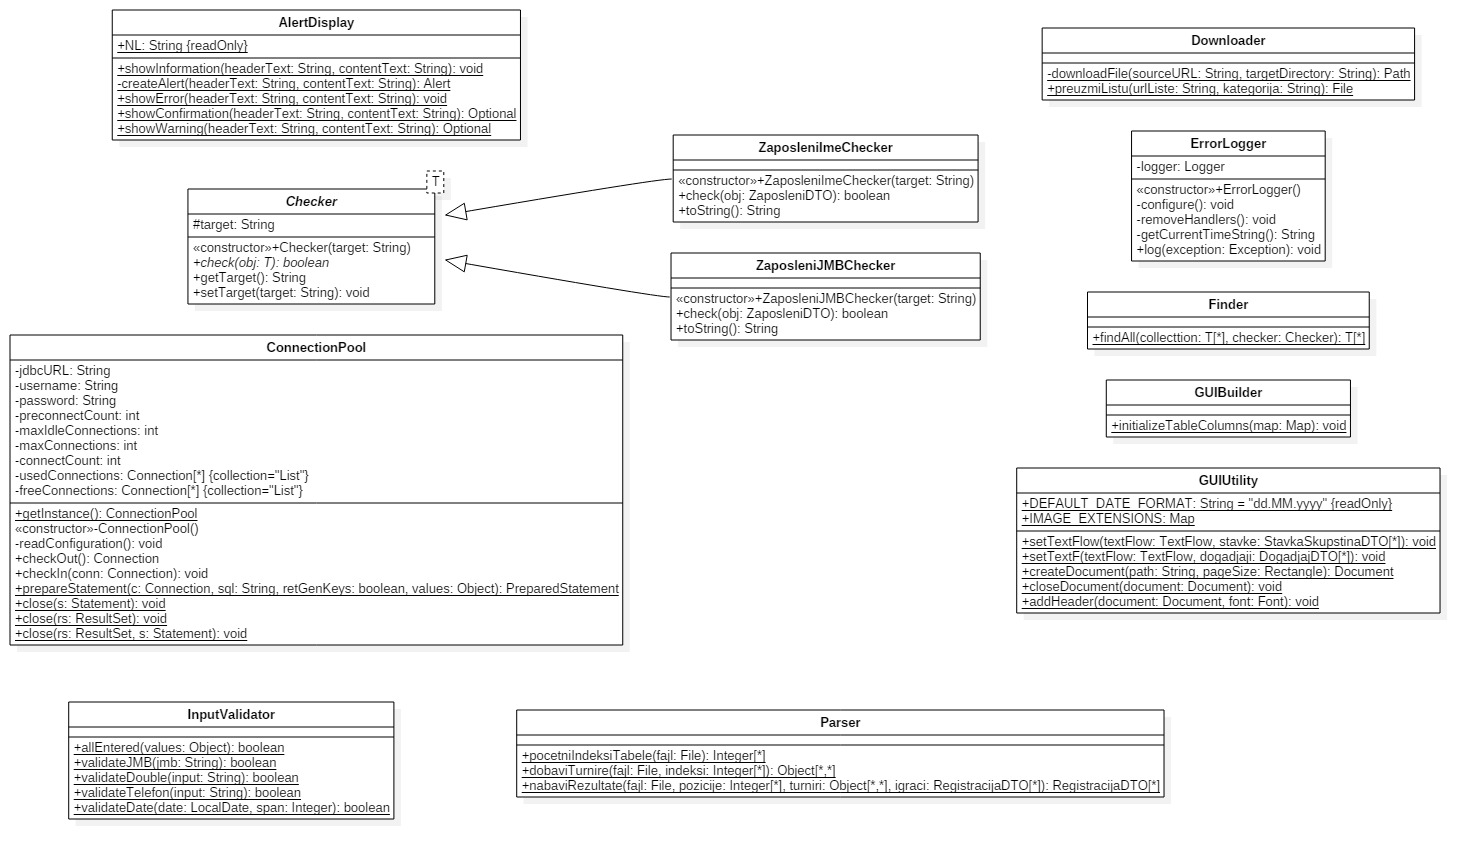 AlertDisplay
+NL: String {readOnly}
+showInformation(headerText: String, contentText: String): void
-createAlert(headerText: String, contentText: String): Alert
+showError(headerText: String, contentText: String): void
+showConfirmation(headerText: String, contentText: String): Optional
+showWarning(headerText: String, contentText: String): Optional
T
Checker
#target: String
«constructor»+Checker(target: String)
+check(obj: T): boolean
+getTarget(): String
+setTarget(target: String): void
ZaposleniImeChecker
«constructor»+ZaposleniImeChecker(target: String)
+check(obj: ZaposleniDTO): boolean
+toString(): String
ZaposleniJMBChecker
«constructor»+ZaposleniJMBChecker(target: String)
+check(obj: ZaposleniDTO): boolean
+toString(): String
Downloader
-downloadFile(sourceURL: String, targetDirectory: String): Path
+preuzmiListu(urlListe: String, kategorija: String): File
ErrorLogger
-logger: Logger
«constructor»+ErrorLogger()
-configure(): void
-removeHandlers(): void
-getCurrentTimeString(): String
+log(exception: Exception): void
Finder
+findAll(collecttion: T[*], checker: Checker): T[*]
GUIBuilder
+initializeTableColumns(map: Map): void
GUIUtility
+DEFAULT_DATE_FORMAT: String = "dd.MM.yyyy" {readOnly}
+IMAGE_EXTENSIONS: Map
+setTextFlow(textFlow: TextFlow, stavke: StavkaSkupstinaDTO[*]): void
+setTextF(textFlow: TextFlow, dogadjaji: DogadjajDTO[*]): void
+createDocument(path: String, pageSize: Rectangle): Document
+closeDocument(document: Document): void
+addHeader(document: Document, font: Font): void
ConnectionPool
-jdbcURL: String
-username: String
-password: String
-preconnectCount: int
-maxIdleConnections: int
-maxConnections: int
-connectCount: int
-usedConnections: Connection[*] {collection="List"}
-freeConnections: Connection[*] {collection="List"}
+getInstance(): ConnectionPool
«constructor»-ConnectionPool()
-readConfiguration(): void
+checkOut(): Connection
+checkIn(conn: Connection): void
+prepareStatement(c: Connection, sql: String, retGenKeys: boolean, values: Object): PreparedStatement
+close(s: Statement): void
+close(rs: ResultSet): void
+close(rs: ResultSet, s: Statement): void
InputValidator
+allEntered(values: Object): boolean
+validateJMB(jmb: String): boolean
+validateDouble(input: String): boolean
+validateTelefon(input: String): boolean
+validateDate(date: LocalDate, span: Integer): boolean
Parser
+pocetniIndeksiTabele(fajl: File): Integer[*]
+dobaviTurnire(fajl: File, indeksi: Integer[*]): Object[*,*]
+nabaviRezultate(fajl: File, pozicije: Integer[*], turniri: Object[*,*], igraci: RegistracijaDTO[*]): RegistracijaDTO[*]